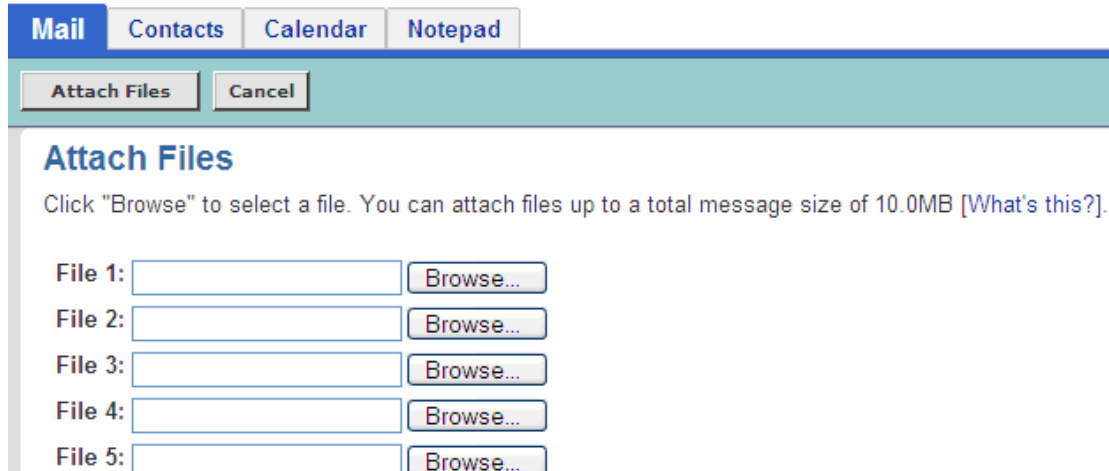 Mail Contacts Calendar Notepad
Attach Files Cancel
Attach Files
Click "Browse" to select a file. You can attach files up to a total message size of 10.0MB [What's this?].
File 1: Browse...
File 2: Browse...
File 3: Browse...
File 4: Browse...
File 5: Browse...